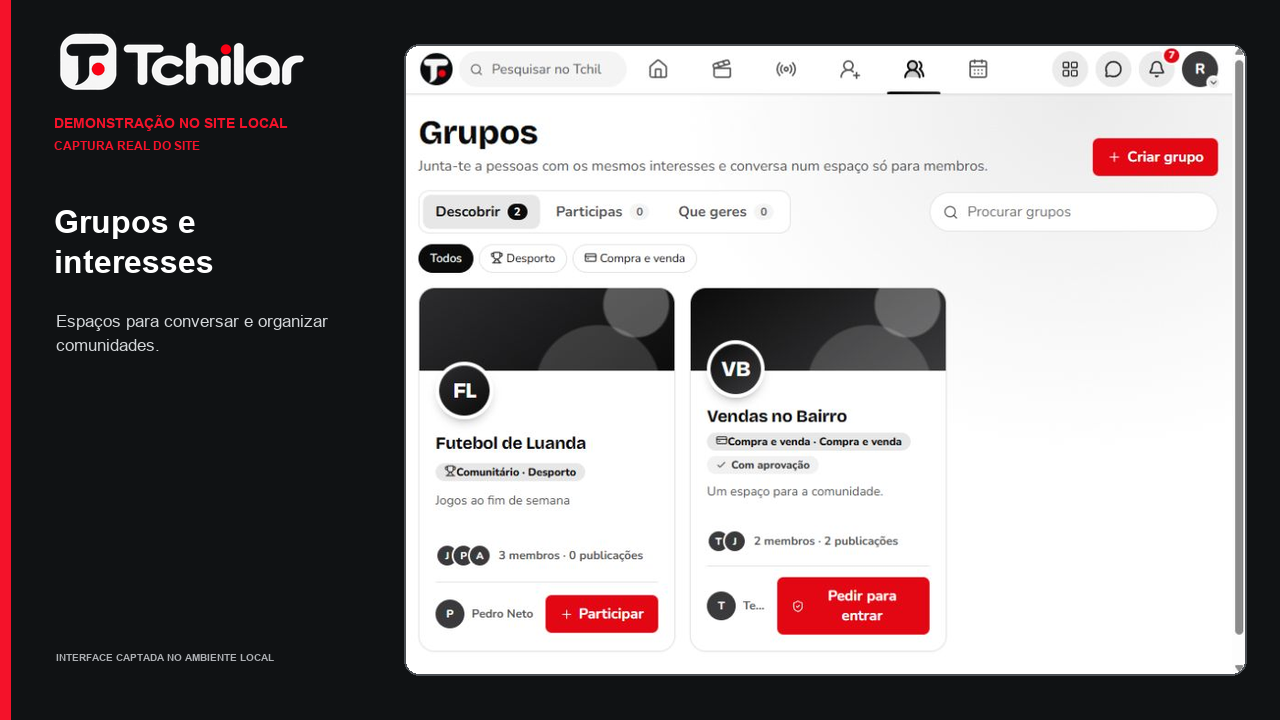 Tchilar
DEMONSTRAÇÃO NO SITE LOCAL
CAPTURA REAL DO SITE
Grupos e
interesses
Espaços para conversar e organizar
comunidades.
INTERFACE CAPTADA NO AMBIENTE LOCAL
Pesquisar no Tchil
7
R
Grupos
Junta-te a pessoas com os mesmos interesses e conversa num espaço só para membros.
+ Criar grupo
Descobrir 2 Participas 0 Que geres 0
Procurar grupos
Todos Desporto Compra e venda
FL
Futebol de Luanda
Comunitário · Desporto
Jogos ao fim de semana
J P A 3 membros · 0 publicações
P Pedro Neto + Participar
VB
Vendas no Bairro
Compra e venda · Compra e venda
Com aprovação
Um espaço para a comunidade.
T J 2 membros · 2 publicações
T Te... Pedir para
entrar